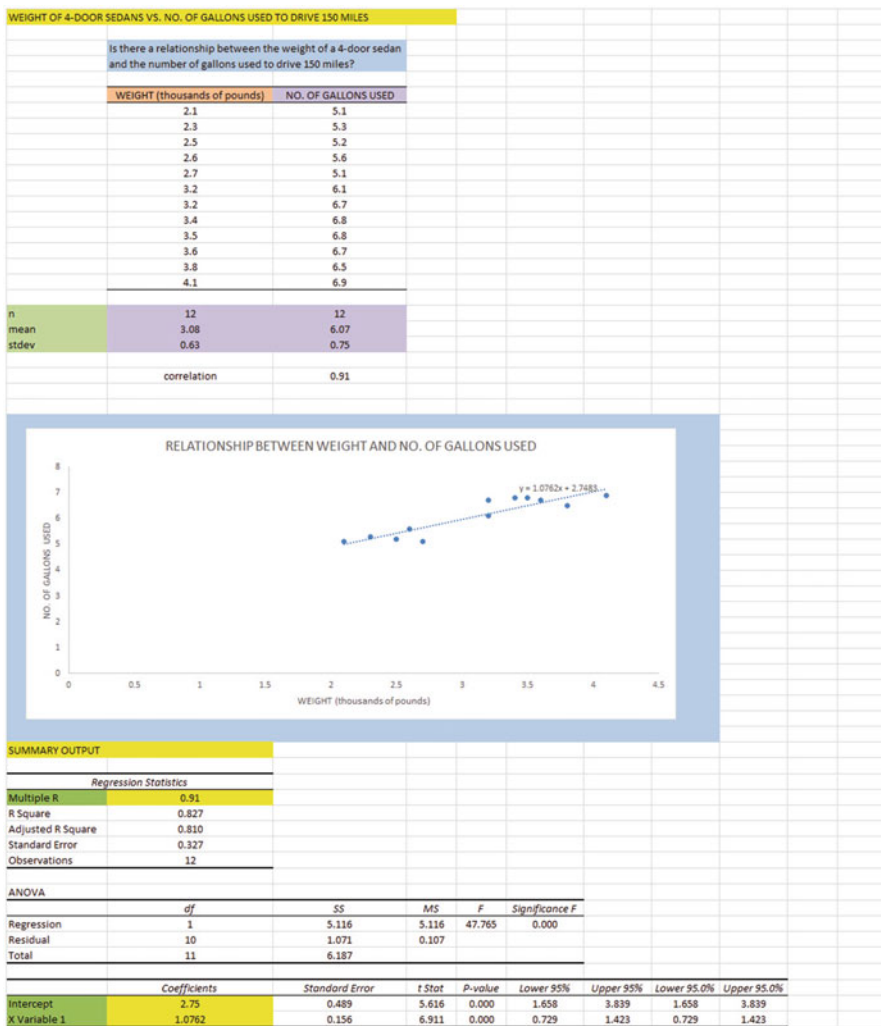 WEIGHT OF 4-DOOR SEDANS VS. NO. OF GALLONS USED TO DRIVE 150 MILES
Is there a relationship between the weight of a 4-door sedan
and the number of gallons used to drive 150 miles?
WEIGHT (thousands of pounds) NO. OF GALLONS USED
2.1 5.1
2.3 5.3
2.5 5.2
2.6 5.6
2.7 5.1
3.2 6.1
3.2 6.7
3.4 6.8
3.5 6.8
3.6 6.7
3.8 6.5
4.1 6.9
n 12 12
mean 3.08 6.07
stdev 0.63 0.75
correlation 0.91
RELATIONSHIP BETWEEN WEIGHT AND NO. OF GALLONS USED
8
7
6
5
4
3
2
1
0
NO. OF GALLONS USED
y = 1.0762x + 2.7483
0 0.5 1 1.5 2 2.5 3 3.5 4 4.5
WEIGHT (thousands of pounds)
SUMMARY OUTPUT
Regression Statistics
Multiple R 0.91
R Square 0.827
Adjusted R Square 0.810
Standard Error 0.327
Observations 12
ANOVA
df SS MS F Significance F
Regression 1 5.116 5.116 47.765 0.000
Residual 10 1.071 0.107
Total 11 6.187
Coefficients Standard Error t Stat P-value Lower 95% Upper 95% Lower 95.0% Upper 95.0%
Intercept 2.75 0.489 5.616 0.000 1.658 3.839 1.658 3.839
X Variable 1 1.0762 0.156 6.911 0.000 0.729 1.423 0.729 1.423